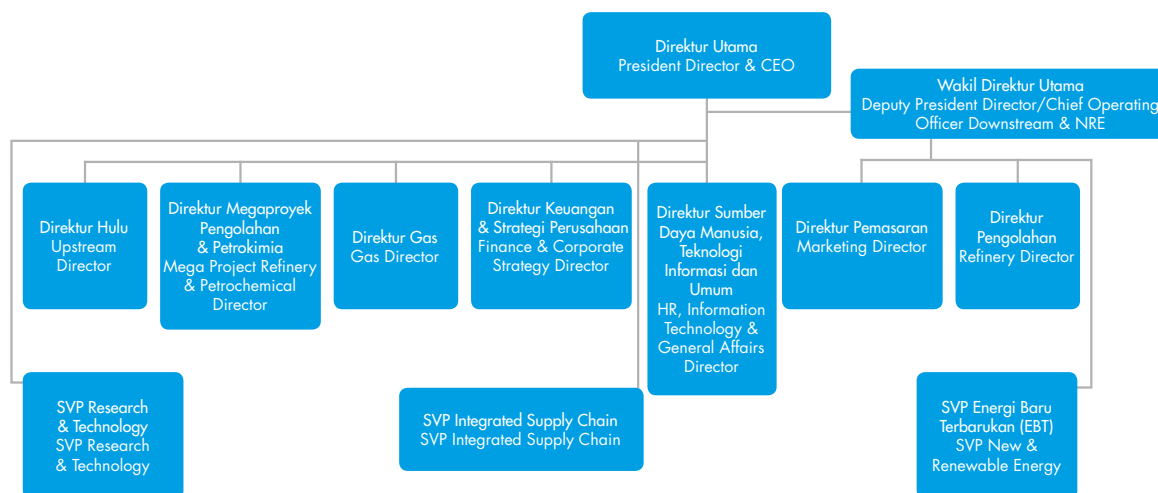 Direktur Utama
President Director & CEO
Wakil Direktur Utama
Deputy President Director/Chief Operating
Officer Downstream & NRE
Direktur Hulu
Upstream
Director
Direktur Megaproyek
Pengolahan
& Petrokimia
Mega Project Refinery
& Petrochemical
Director
Direktur Gas
Gas Director
Direktur Keuangan
& Strategi Perusahaan
Finance & Corporate
Strategy Director
Direktur Sumber
Daya Manusia,
Teknologi
Informasi dan
Umum
HR, Information
Technology &
General Affairs
Director
Direktur Pemasaran
Marketing Director
Direktur
Pengolahan
Refinery Director
SVP Research
& Technology
SVP Research
& Technology
SVP Integrated Supply Chain
SVP Integrated Supply Chain
SVP Energi Baru
Terbarukan (EBT)
SVP New &
Renewable Energy